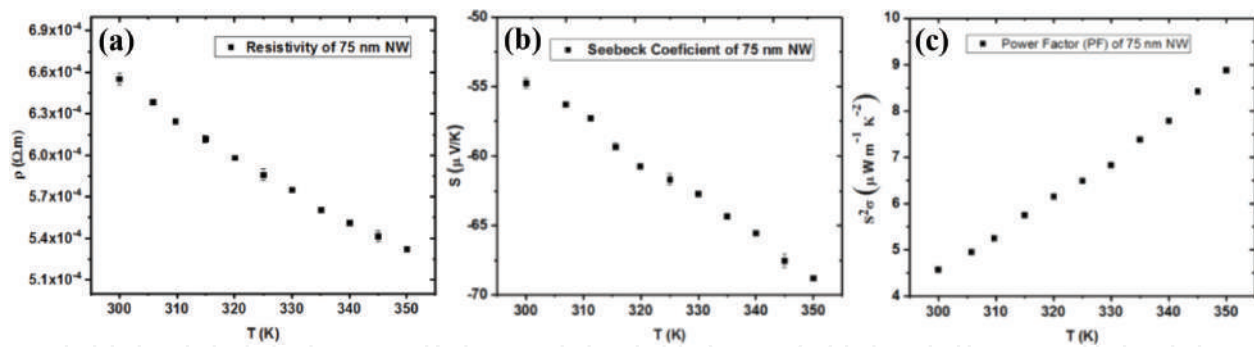 (a)
Resistivity of 75 nm NW
6.9x10⁻⁴
6.6x10⁻⁴
6.3x10⁻⁴
6.0x10⁻⁴
5.7x10⁻⁴
5.4x10⁻⁴
5.1x10⁻⁴
ρ (Ω.m)
300 310 320 330 340 350
T (K)
(b)
Seebeck Coeficient of 75 nm NW
-50
-55
-60
-65
-70
S (μ V/K)
300 310 320 330 340 350
T (K)
(c)
Power Factor (PF) of 75 nm NW
10
9
8
7
6
5
4
S²σ (μW m⁻¹ K⁻²)
300 310 320 330 340 350
T (K)